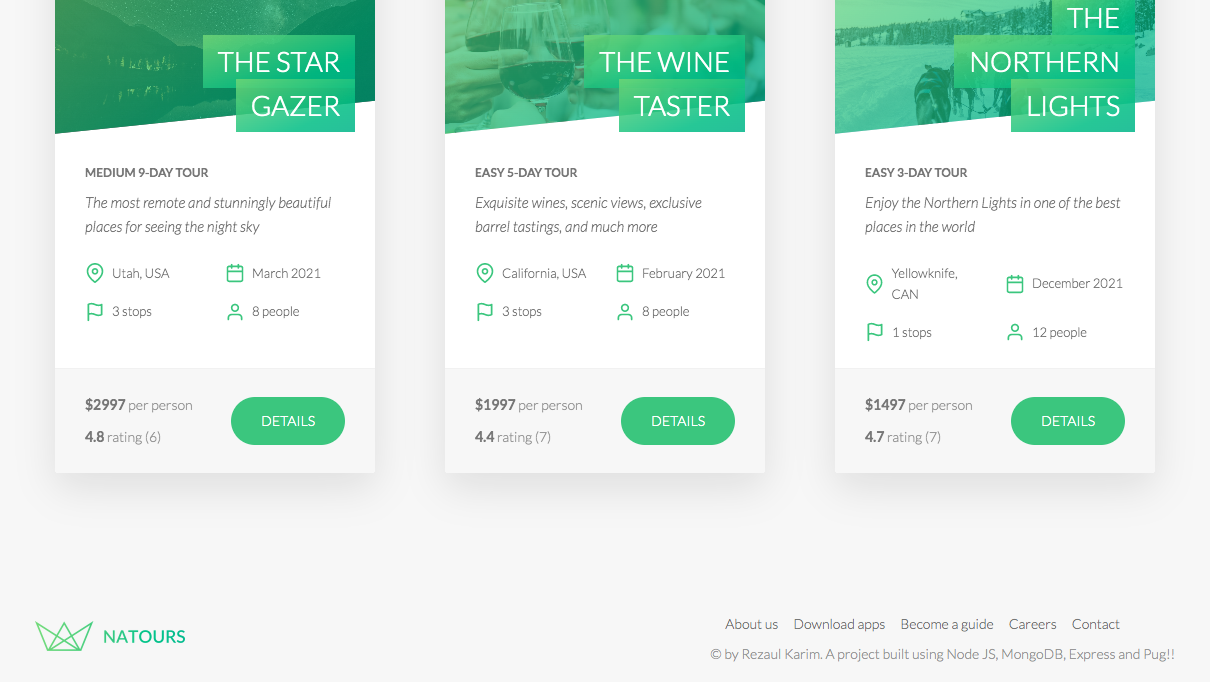 THE STAR
GAZER
MEDIUM 9-DAY TOUR
The most remote and stunningly beautiful
places for seeing the night sky
Utah, USA
March 2021
3 stops
8 people
$2997 per person
4.8 rating (6)
DETAILS
THE WINE
TASTER
EASY 5-DAY TOUR
Exquisite wines, scenic views, exclusive
barrel tastings, and much more
California, USA
February 2021
3 stops
8 people
$1997 per person
4.4 rating (7)
DETAILS
THE
NORTHERN
LIGHTS
EASY 3-DAY TOUR
Enjoy the Northern Lights in one of the best
places in the world
Yellowknife,
CAN
December 2021
1 stops
12 people
$1497 per person
4.7 rating (7)
DETAILS
NATOURS
About us Download apps Become a guide Careers Contact
© by Rezaul Karim. A project built using Node JS, MongoDB, Express and Pug!!